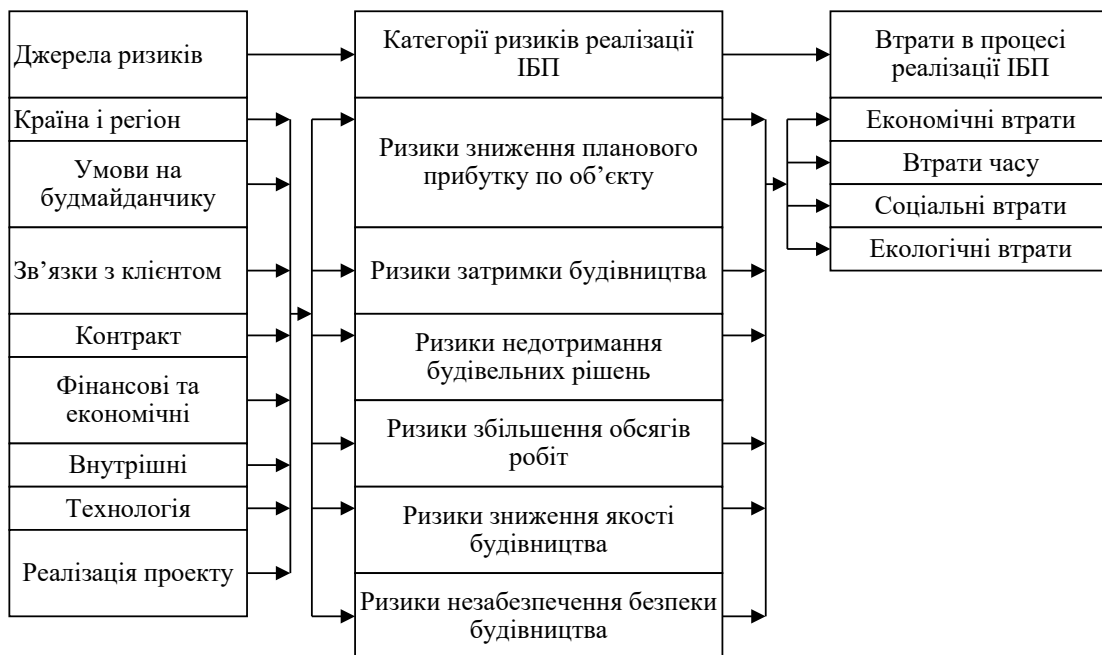 Джерела ризиків
Категорії ризиків реалізації
ІБП
Втрати в процесі
реалізації ІБП
Країна і регіон
Умови на
будмайданчику
Зв’язки з клієнтом
Контракт
Фінансові та
економічні
Внутрішні
Технологія
Реалізація проекту
Ризики зниження планового
прибутку по об’єкту
Ризики затримки будівництва
Ризики недотримання
будівельних рішень
Ризики збільшення обсягів
робіт
Ризики зниження якості
будівництва
Ризики незабезпечення безпеки
будівництва
Економічні втрати
Втрати часу
Соціальні втрати
Екологічні втрати